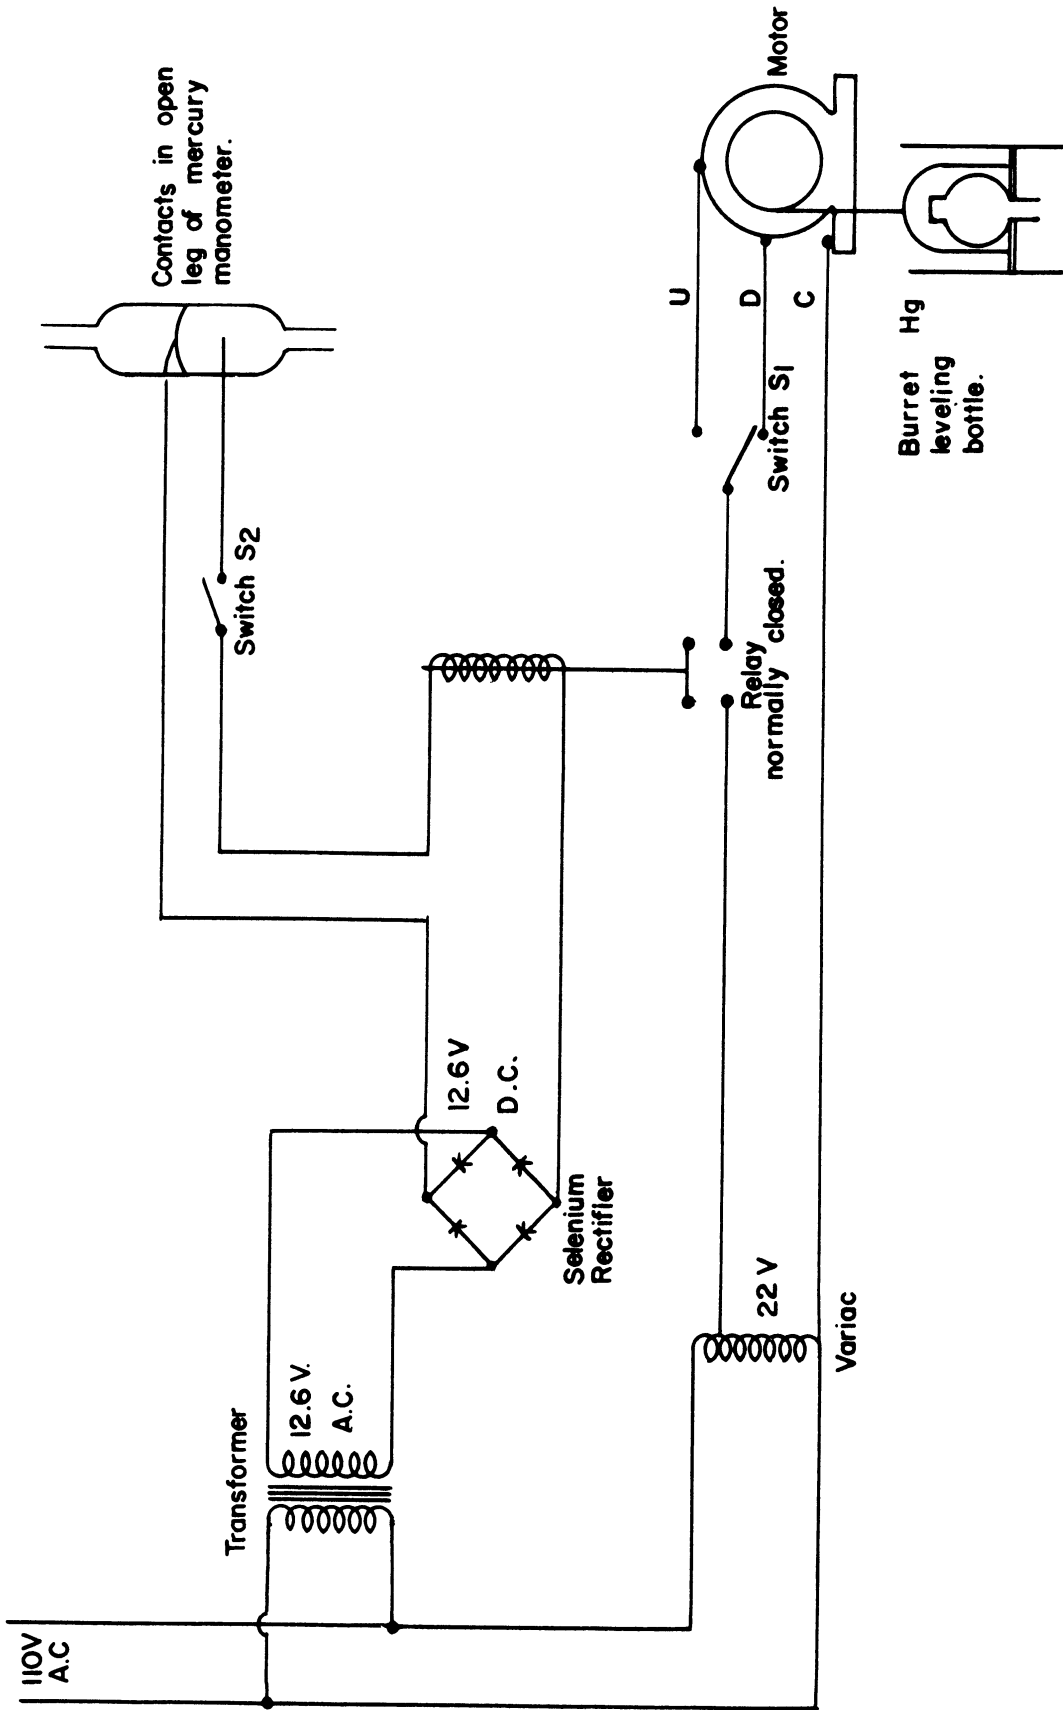 110V
A.C
Transformer
12.6 V.
A.C.
12.6V
D.C.
Selenium
Rectifier
22 V
Variac
Contacts in open
leg of mercury
manometer.
Switch S2
Relay
normally closed.
Switch S1
U
D
C
Motor
Burret Hg
leveling
bottle.